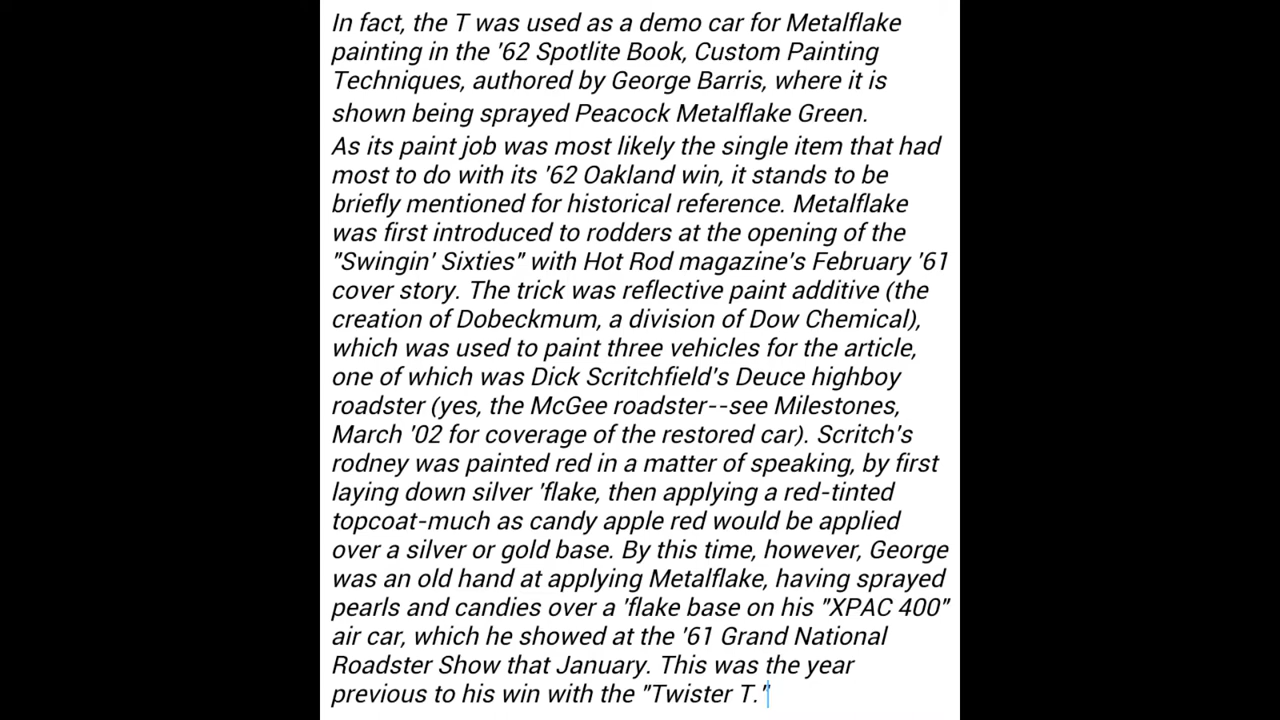 In fact, the T was used as a demo car for Metalflake
painting in the '62 Spotlite Book, Custom Painting
Techniques, authored by George Barris, where it is
shown being sprayed Peacock Metalflake Green.
As its paint job was most likely the single item that had
most to do with its '62 Oakland win, it stands to be
briefly mentioned for historical reference. Metalflake
was first introduced to rodders at the opening of the
"Swingin' Sixties" with Hot Rod magazine's February '61
cover story. The trick was reflective paint additive (the
creation of Dobeckmum, a division of Dow Chemical),
which was used to paint three vehicles for the article,
one of which was Dick Scritchfield's Deuce highboy
roadster (yes, the McGee roadster--see Milestones,
March '02 for coverage of the restored car). Scritch's
rodney was painted red in a matter of speaking, by first
laying down silver 'flake, then applying a red-tinted
topcoat-much as candy apple red would be applied
over a silver or gold base. By this time, however, George
was an old hand at applying Metalflake, having sprayed
pearls and candies over a 'flake base on his "XPAC 400"
air car, which he showed at the '61 Grand National
Roadster Show that January. This was the year
previous to his win with the "Twister T."